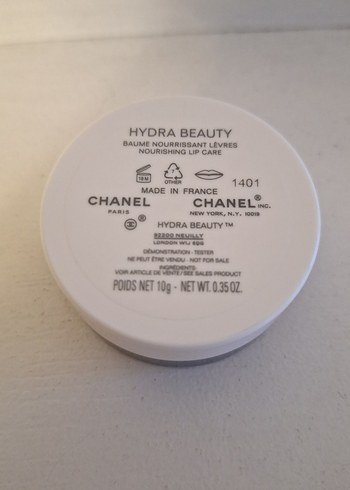 HYDRA BEAUTY
BAUME NOURRISSANT LÈVRES
NOURISHING LIP CARE
OTHER
1401
MADE IN FRANCE
CHANEL CHANEL® INC.
PARIS NEW YORK, N.Y. 10019
®
HYDRA BEAUTY™
92200 NEUILLY
LONDON W1J
DÉMONSTRATION - TESTER
NE PEUT ÊTRE VENDU - NOT FOR SALE
INGRÉDIENTS:
VOIR ARTICLE DE VENTE / SEE SALES PRODUCT
POIDS NET 10g - NET WT. 0.35 OZ.